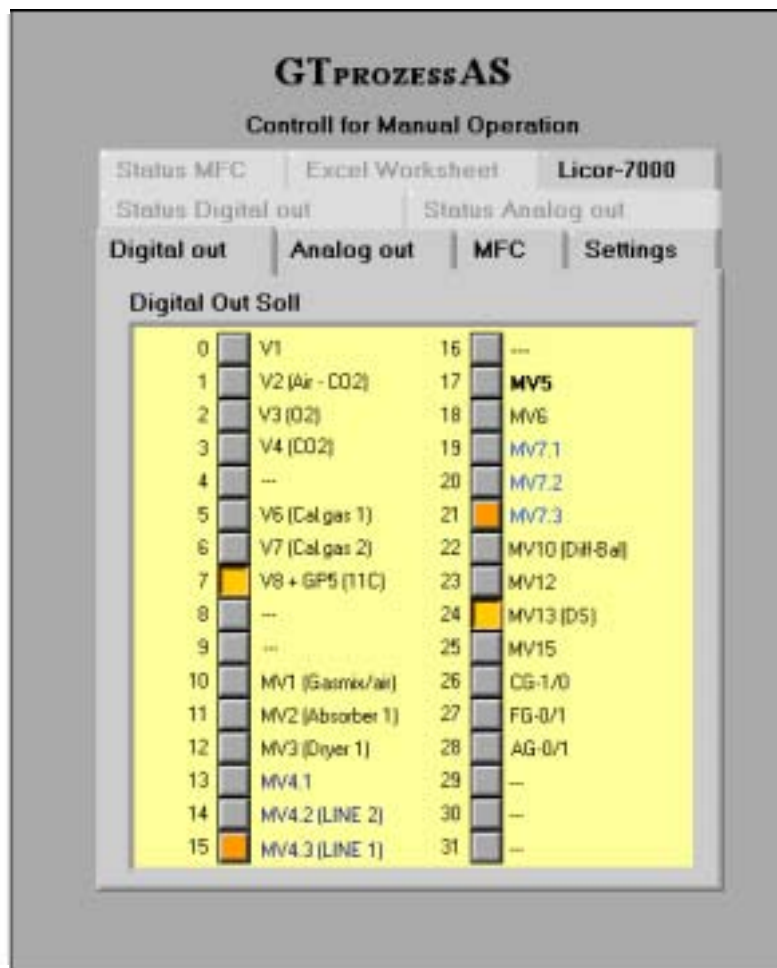 GTPROZESSAS
Controll for Manual Operation
Status MFC Excel Worksheet Licor-7000
Status Digital out Status Analog out
Digital out Analog out MFC Settings
Digital Out Soll
0 V1
1 V2 (Air - CO2)
2 V3 (O2)
3 V4 (CO2)
4 ---
5 V6 (Cal.gas 1)
6 V7 (Cal.gas 2)
7 V8 + GP5 (11C)
8 ---
9 ---
10 MV1 (Gasmix/air)
11 MV2 (Absorber 1)
12 MV3 (Dryer 1)
13 MV4.1
14 MV4.2 (LINE 2)
15 MV4.3 (LINE 1)
16 ---
17 MV5
18 MV6
19 MV7.1
20 MV7.2
21 MV7.3
22 MV10 (Diff-Bal)
23 MV12
24 MV13 (DS)
25 MV15
26 CG-1/0
27 FG-0/1
28 AG-0/1
29 ---
30 ---
31 ---